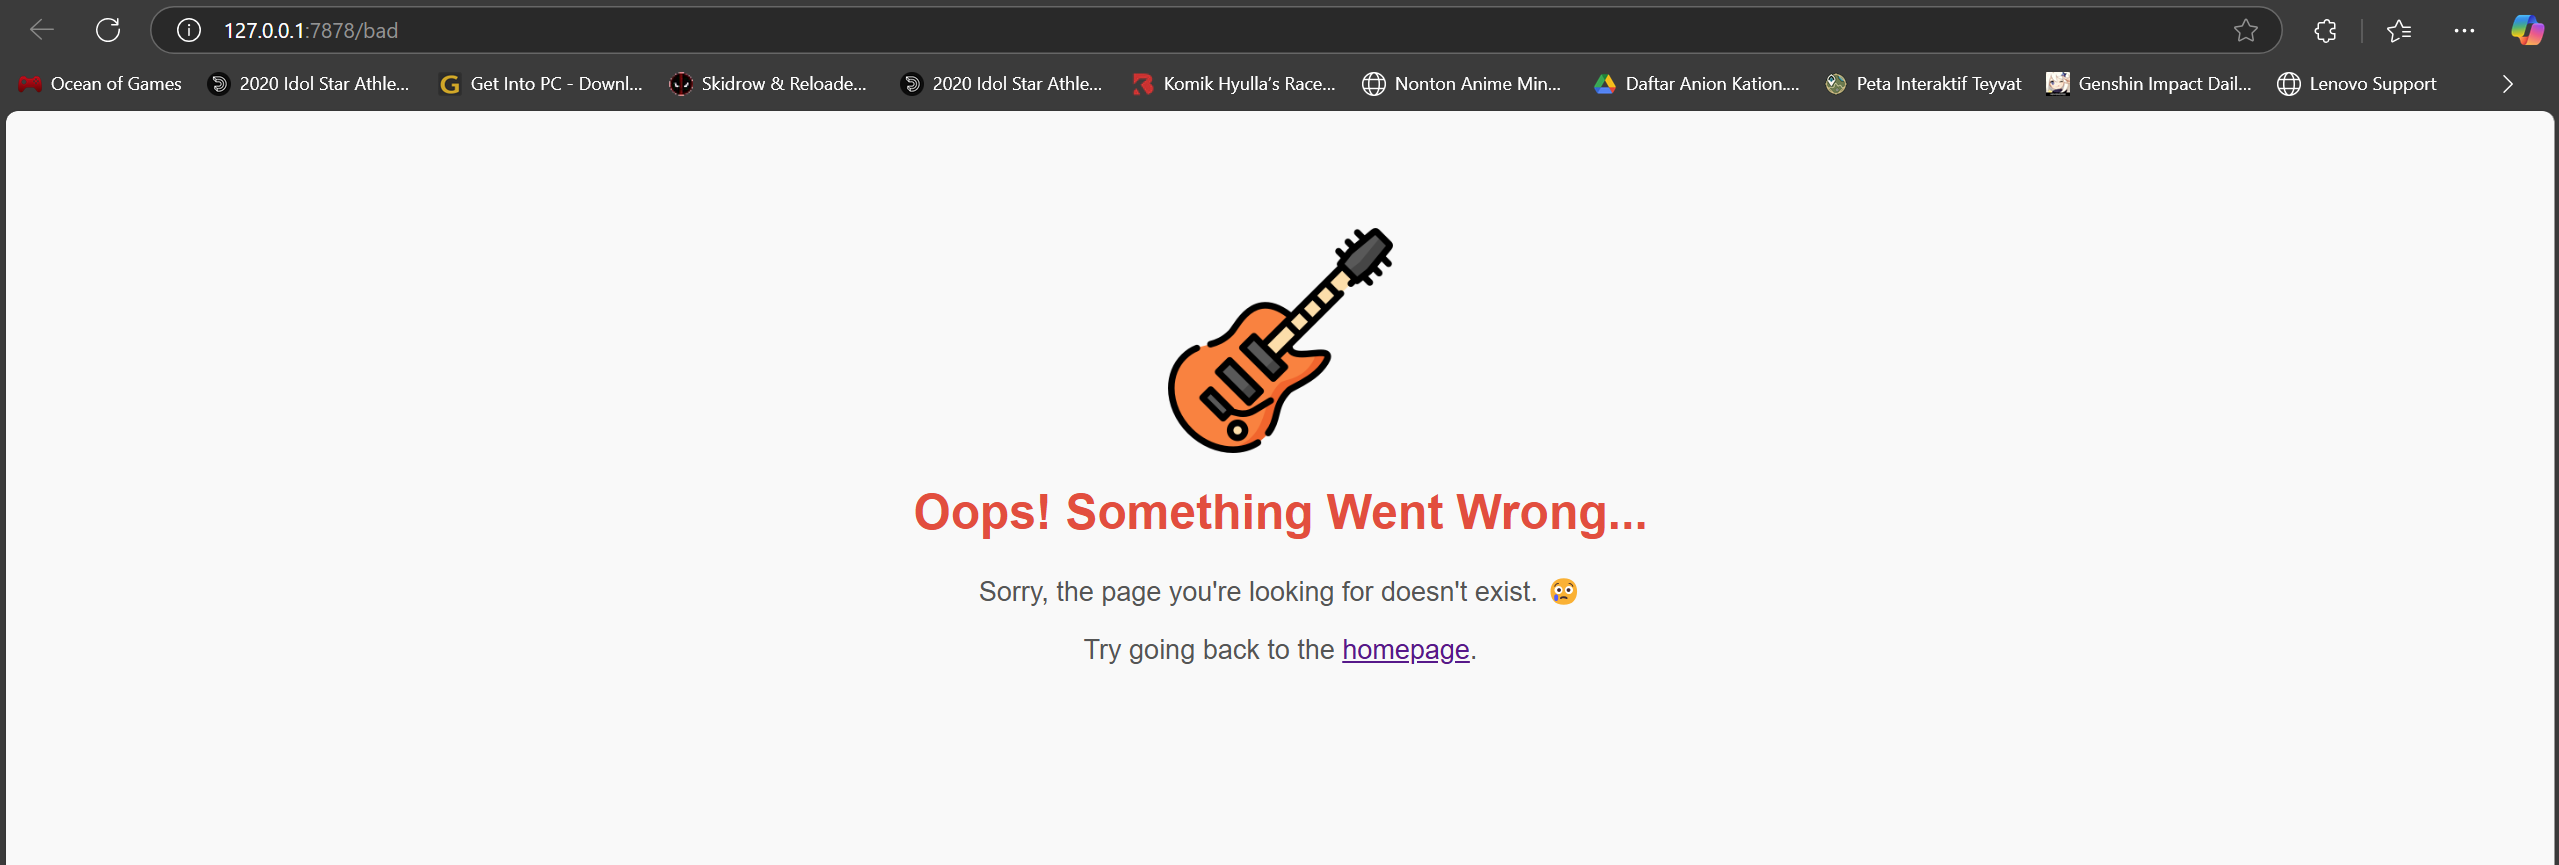 127.0.0.1:7878/bad
Ocean of Games 2020 Idol Star Athle... Get Into PC - Downl... Skidrow & Reloade... 2020 Idol Star Athle... Komik Hyulla’s Race... Nonton Anime Min... Daftar Anion Kation.... Peta Interaktif Teyvat Genshin Impact Dail... Lenovo Support
Oops! Something Went Wrong...
Sorry, the page you're looking for doesn't exist. 😢
Try going back to the homepage.